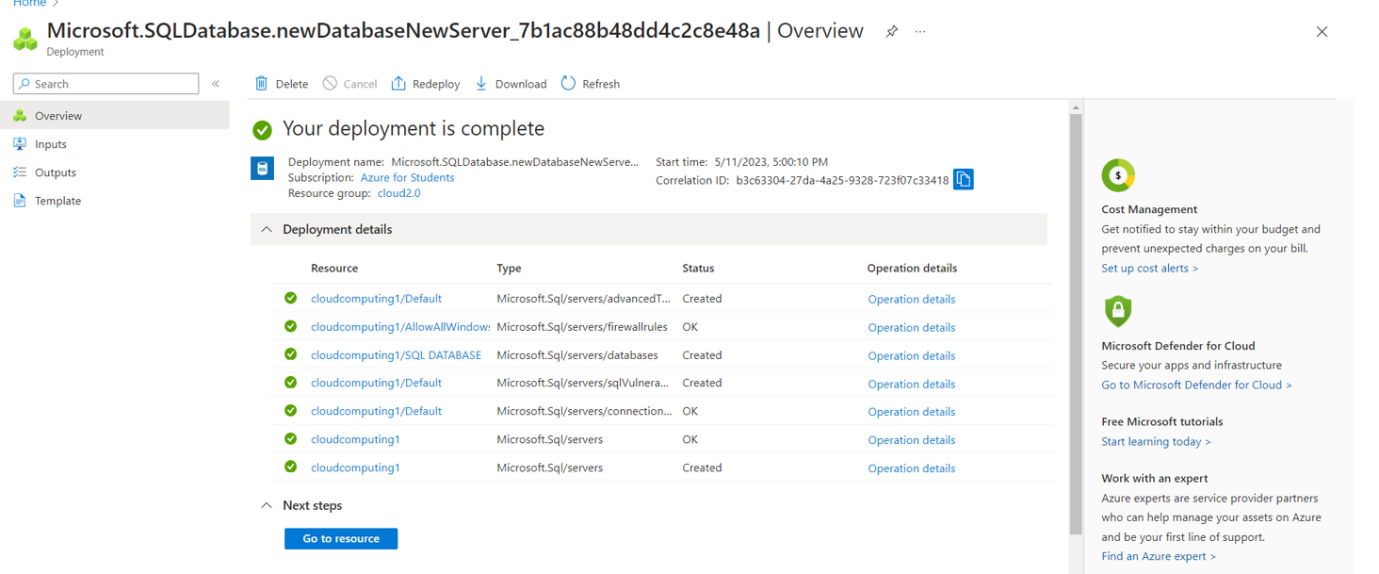 Home >
Microsoft.SQLDatabase.newDatabaseNewServer_7b1ac88b48dd4c2c8e48a | Overview
Deployment
Search
Delete Cancel Redeploy Download Refresh
Overview
Inputs
Outputs
Template
Your deployment is complete
Deployment name: Microsoft.SQLDatabase.newDatabaseNewServe...
Subscription: Azure for Students
Resource group: cloud2.0
Start time: 5/11/2023, 5:00:10 PM
Correlation ID: b3c63304-27da-4a25-9328-723f07c33418
Deployment details
Resource Type Status Operation details
cloudcomputing1/Default Microsoft.Sql/servers/advancedT... Created Operation details
cloudcomputing1/AllowAllWindows Microsoft.Sql/servers/firewallrules OK Operation details
cloudcomputing1/SQL DATABASE Microsoft.Sql/servers/databases Created Operation details
cloudcomputing1/Default Microsoft.Sql/servers/sqlVulnera... Created Operation details
cloudcomputing1/Default Microsoft.Sql/servers/connection... OK Operation details
cloudcomputing1 Microsoft.Sql/servers OK Operation details
cloudcomputing1 Microsoft.Sql/servers Created Operation details
Next steps
Go to resource
Cost Management
Get notified to stay within your budget and
prevent unexpected charges on your bill.
Set up cost alerts >
Microsoft Defender for Cloud
Secure your apps and infrastructure
Go to Microsoft Defender for Cloud >
Free Microsoft tutorials
Start learning today >
Work with an expert
Azure experts are service provider partners
who can help manage your assets on Azure
and be your first line of support.
Find an Azure expert >